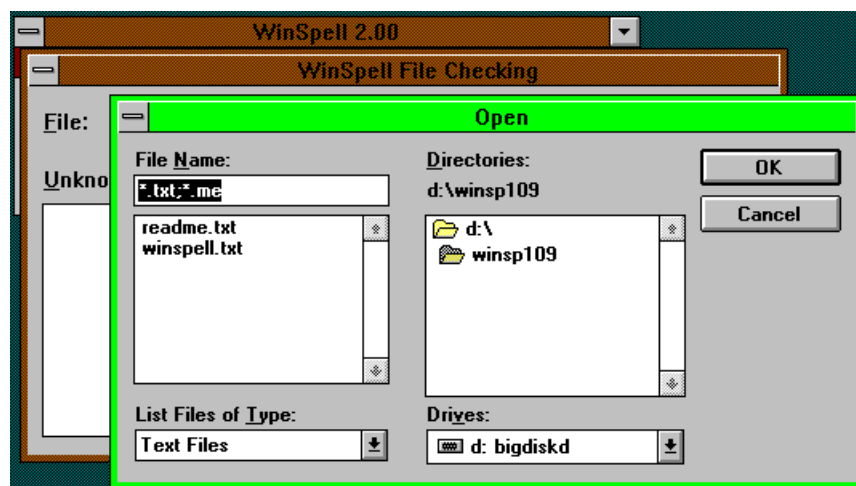 WinSpell 2.00
WinSpell File Checking
File:
Open
File Name:
*.txt;*.me
readme.txt
winspell.txt
Directories:
d:\winsp109
d:\
winsp109
OK
Cancel
Unkno
List Files of Type:
Text Files
Drives:
d: bigdiskd